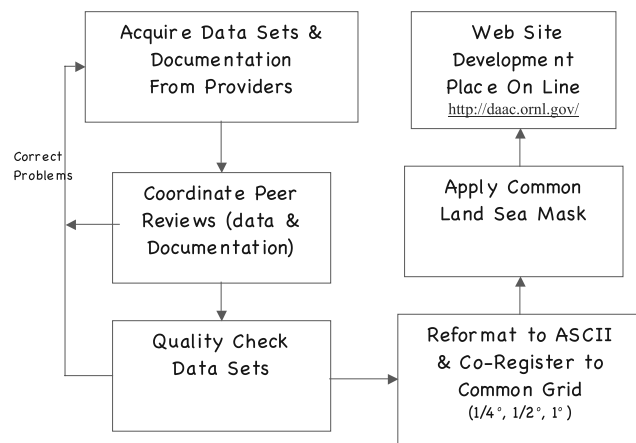 Acquire Data Sets &
Documentation
From Providers
Correct
Problems
Coordinate Peer
Reviews (data &
Documentation)
Quality Check
Data Sets
Reformat to ASCII
& Co-Register to
Common Grid
(1/4°, 1/2°, 1°)
Apply Common
Land Sea Mask
Web Site
Development
Place On Line
http://daac.ornl.gov/